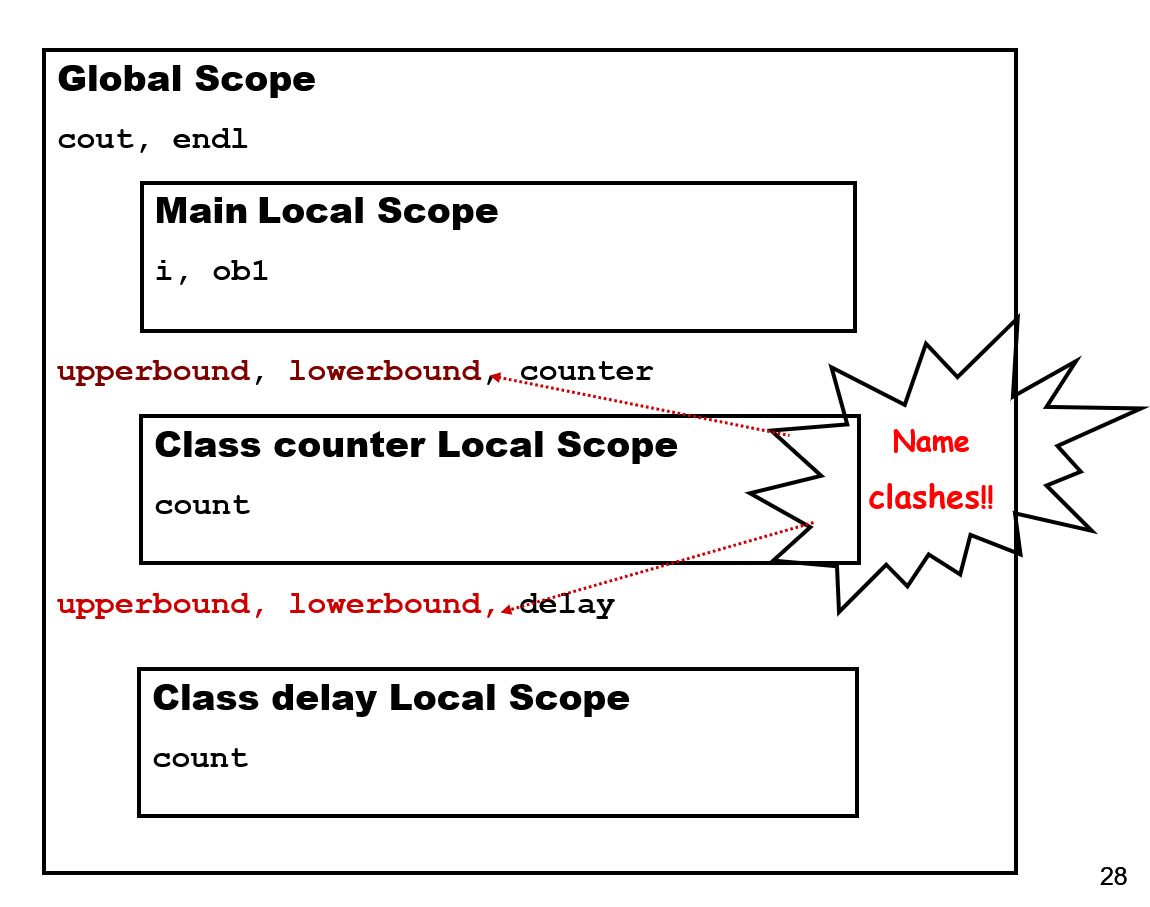 Global Scope
cout, endl
Main Local Scope
i, ob1
upperbound, lowerbound, counter
Class counter Local Scope
count
Name
clashes!!
upperbound, lowerbound, delay
Class delay Local Scope
count
28